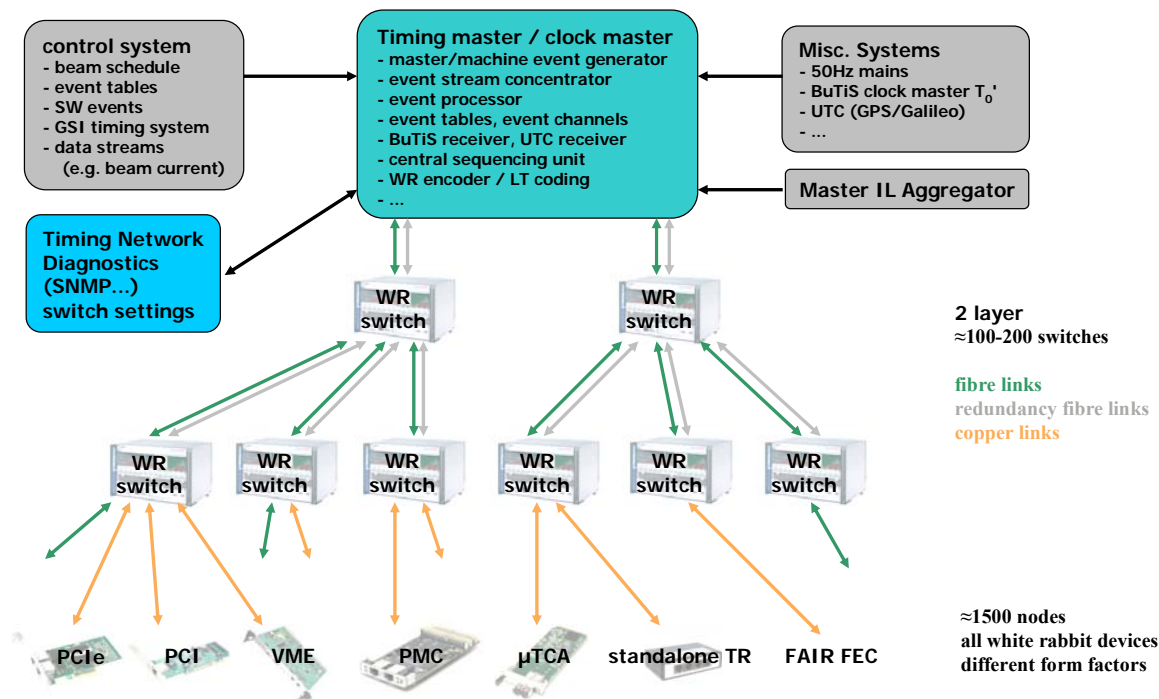 control system
- beam schedule
- event tables
- SW events
- GSI timing system
- data streams
(e.g. beam current)
Timing master / clock master
- master/machine event generator
- event stream concentrator
- event processor
- event tables, event channels
- BuTiS receiver, UTC receiver
- central sequencing unit
- WR encoder / LT coding
- ...
Misc. Systems
- 50Hz mains
- BuTiS clock master T0'
- UTC (GPS/Galileo)
- ...
Master IL Aggregator
Timing Network
Diagnostics
(SNMP...)
switch settings
WR
switch
WR
switch
2 layer
≈100-200 switches
fibre links
redundancy fibre links
copper links
WR
switch
WR
switch
WR
switch
WR
switch
WR
switch
WR
switch
PCIe
PCI
VME
PMC
µTCA
standalone TR
FAIR FEC
≈1500 nodes
all white rabbit devices
different form factors